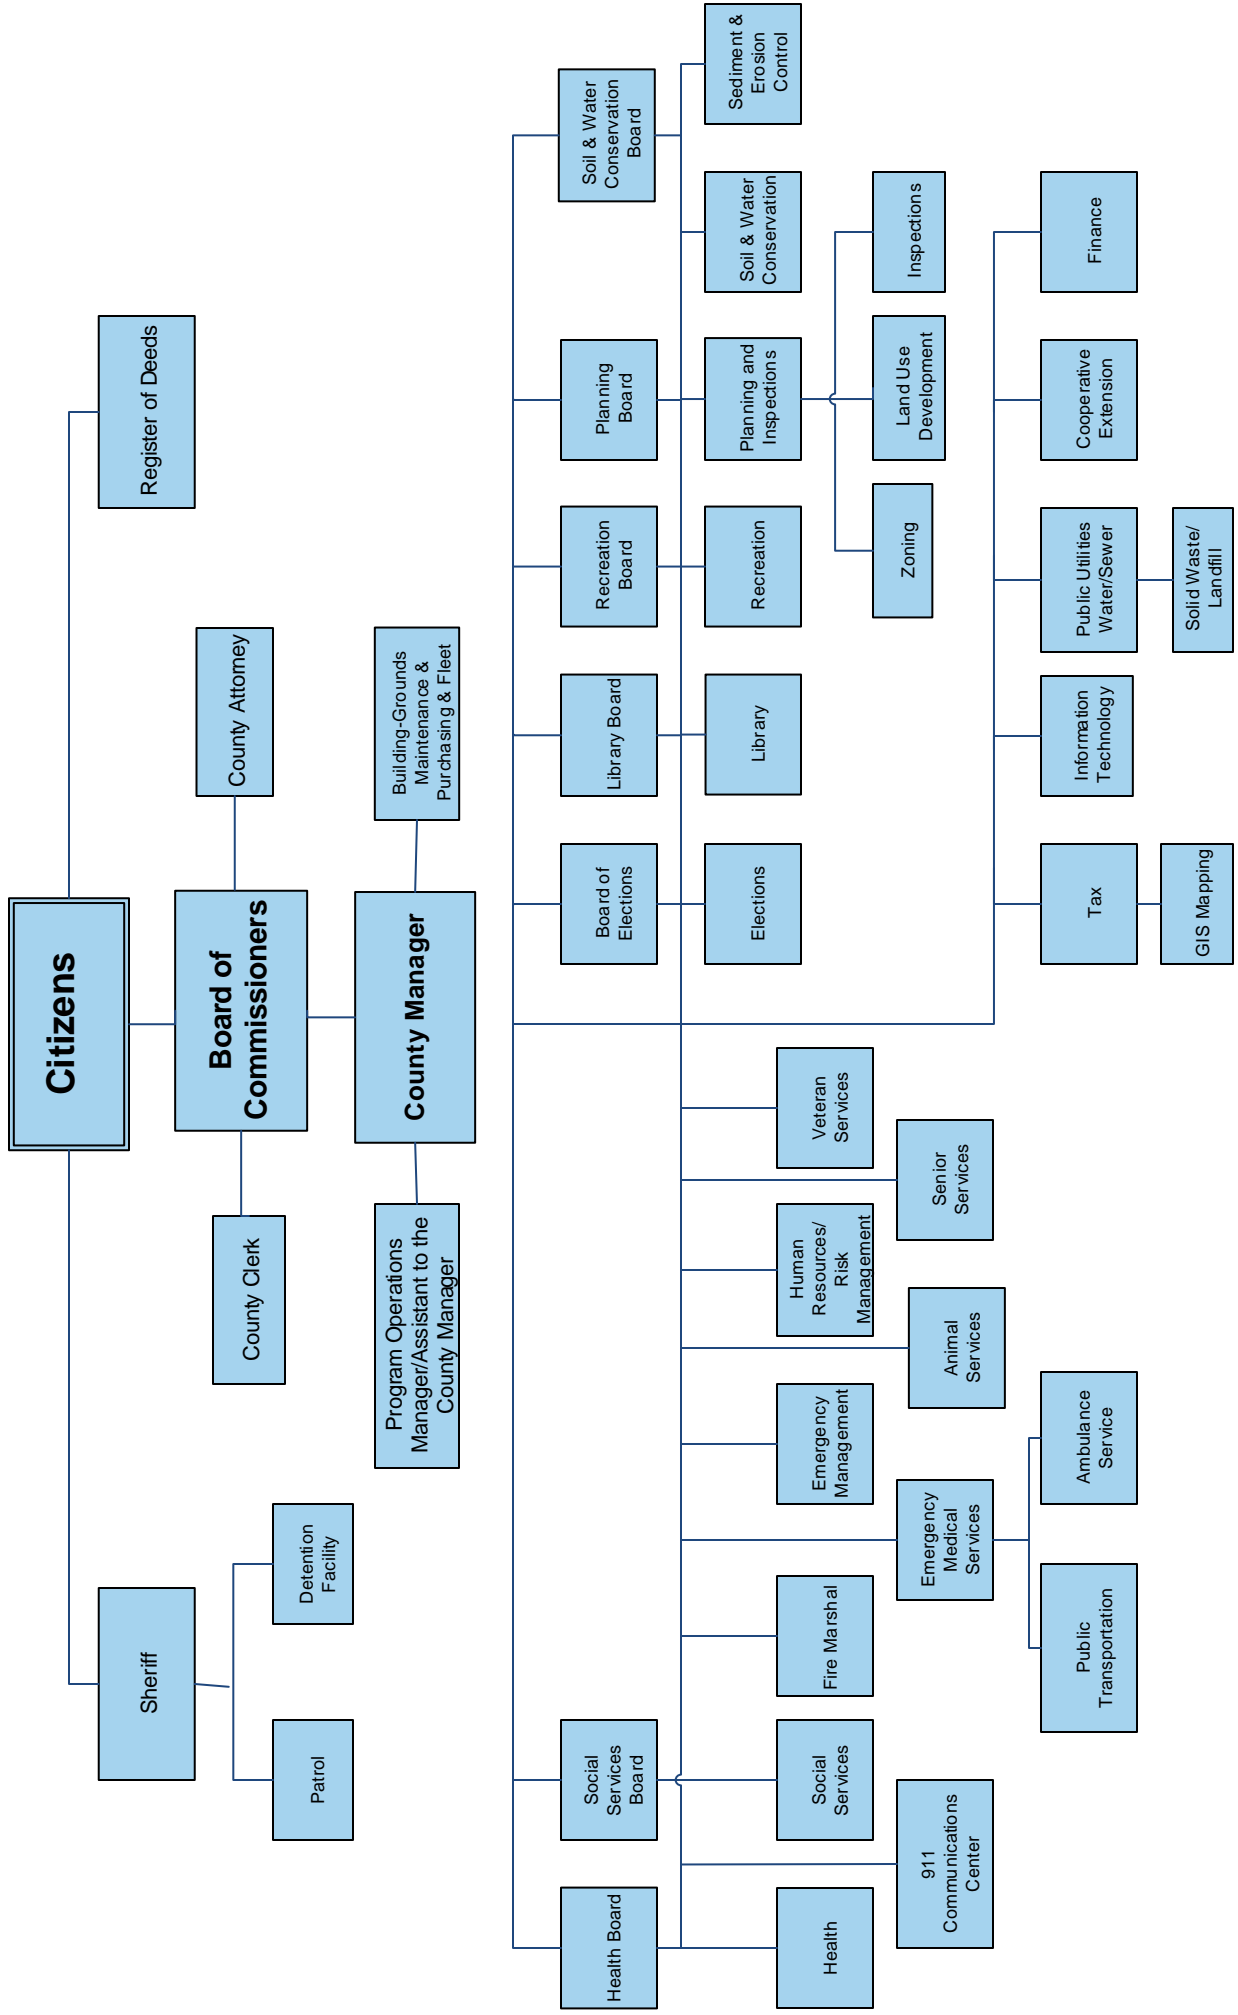 Citizens
Sheriff
Register of Deeds
Board of
Commissioners
County Clerk
County Attorney
Patrol
Detention
Facility
County Manager
Program Operations
Manager/Assistant to the
County Manager
Building-Grounds
Maintenance &
Purchasing & Fleet
Health Board
Social
Services
Board
Board of
Elections
Library Board
Recreation
Board
Planning
Board
Soil & Water
Conservation
Board
Elections
Library
Recreation
Planning and
Inspections
Soil & Water
Conservation
Sediment &
Erosion
Control
Health
Social
Services
Fire Marshal
Emergency
Management
Human
Resources/
Risk
Management
Veteran
Services
Zoning
Land Use
Development
Inspections
911
Communications
Center
Emergency
Medical
Services
Animal
Services
Senior
Services
Public
Transportation
Ambulance
Service
Tax
Information
Technology
Public Utilities
Water/Sewer
Cooperative
Extension
Finance
GIS Mapping
Solid Waste/
Landfill